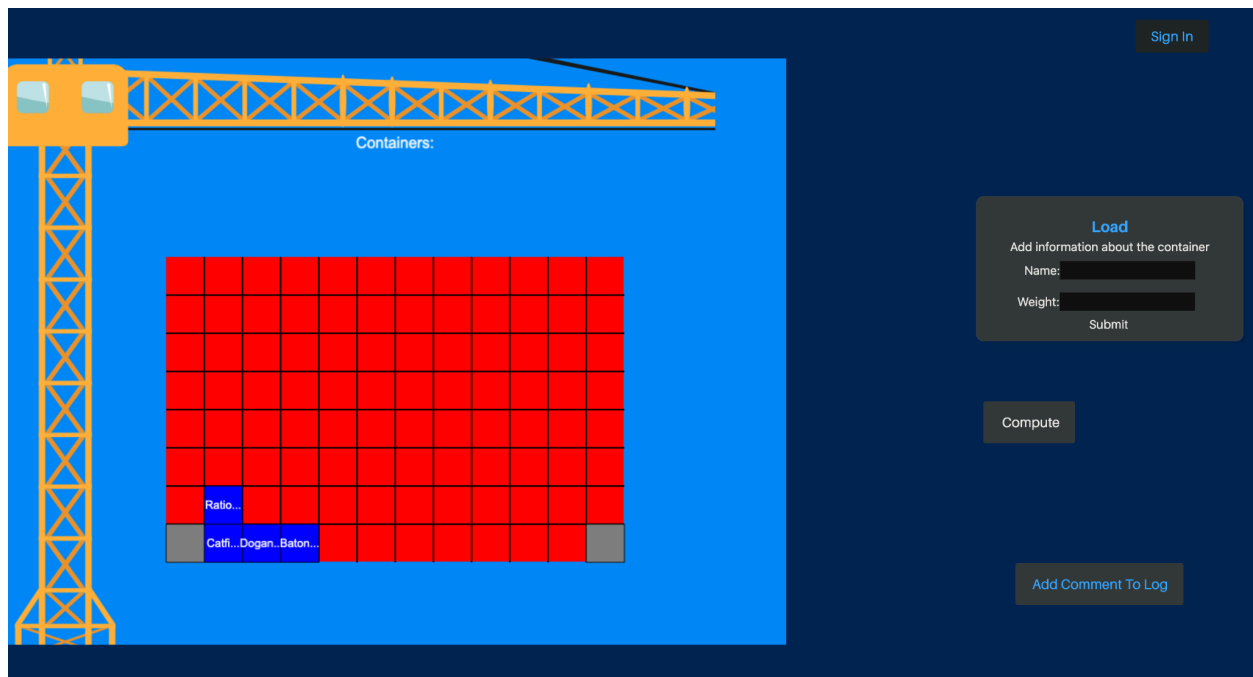 Sign In
Containers:
Load
Add information about the container
Name:
Weight:
Submit
Compute
Ratio...
Catfi...Dogan..Baton...
Add Comment To Log